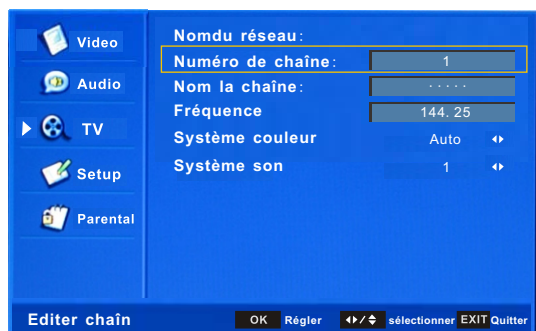 Video
Audio
TV
Setup
Parental
Nomdu réseau:
Numéro de chaîne: 1
Nom la chaîne: .....
Fréquence 144.25
Système couleur Auto
Système son 1
Editer chaîn OK Régler / sélectionner EXIT Quitter